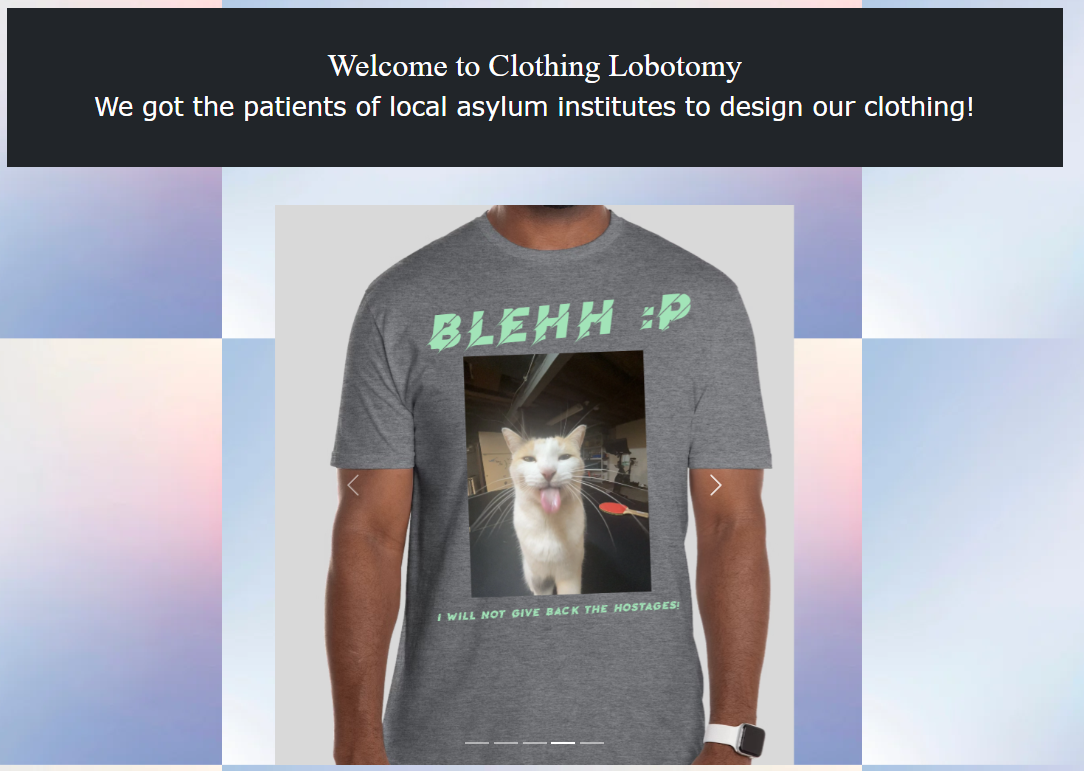 Welcome to Clothing Lobotomy
We got the patients of local asylum institutes to design our clothing!
BLEHH :P
I WILL NOT GIVE BACK THE HOSTAGES!